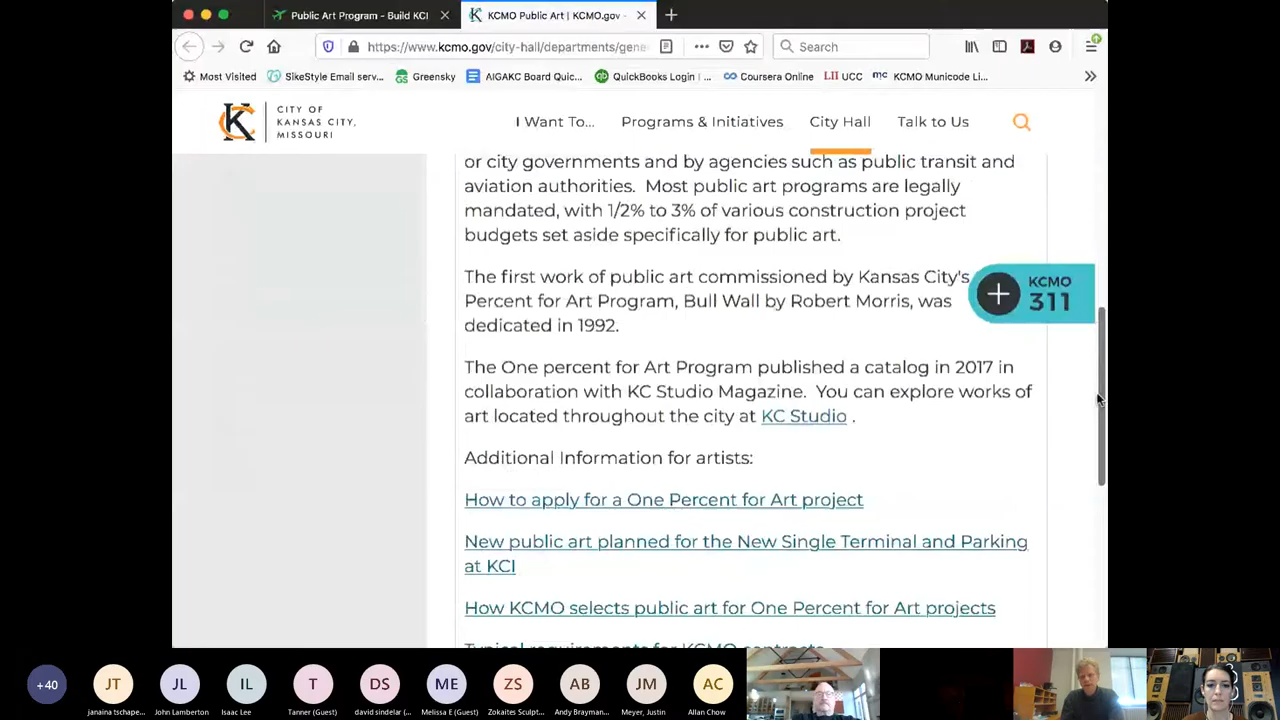 Public Art Program - Build KCI
KCMO Public Art | KCMO.gov -
https://www.kcmo.gov/city-hall/departments/gene
Search
Most Visited
SikeStyle Email serv...
Greensky
AIGAKC Board Quic...
QuickBooks Login | ...
Coursera Online
LII UCC
mc KCMO Municode Li...
CITY OF
KANSAS CITY,
MISSOURI
I Want To...
Programs & Initiatives
City Hall
Talk to Us
or city governments and by agencies such as public transit and
aviation authorities. Most public art programs are legally
mandated, with 1/2% to 3% of various construction project
budgets set aside specifically for public art.
The first work of public art commissioned by Kansas City's
Percent for Art Program, Bull Wall by Robert Morris, was
dedicated in 1992.
KCMO
311
The One percent for Art Program published a catalog in 2017 in
collaboration with KC Studio Magazine. You can explore works of
art located throughout the city at KC Studio .
Additional Information for artists:
How to apply for a One Percent for Art project
New public art planned for the New Single Terminal and Parking
at KCI
How KCMO selects public art for One Percent for Art projects
Typical requirements for KCMO contracts
+40
JT
JL
IL
T
DS
ME
ZS
AB
JM
AC
janaina tschape...
John Lamberton
Isaac Lee
Tanner (Guest)
david sindelar (...
Melissa E (Guest)
Zokaites Sculpt...
Andy Brayman...
Meyer, Justin
Allan Chow